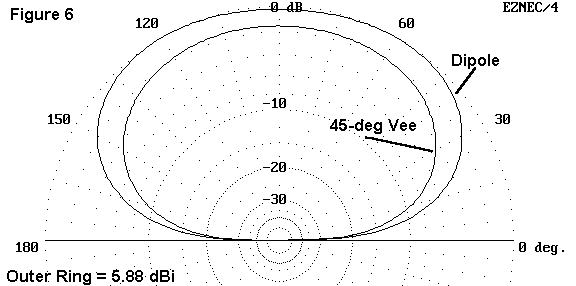 Figure 6
0 dB
EZNEC/4
120
60
Dipole
-10
150
30
45-deg Vee
-20
-30
180
0 deg.
Outer Ring = 5.88 dBi